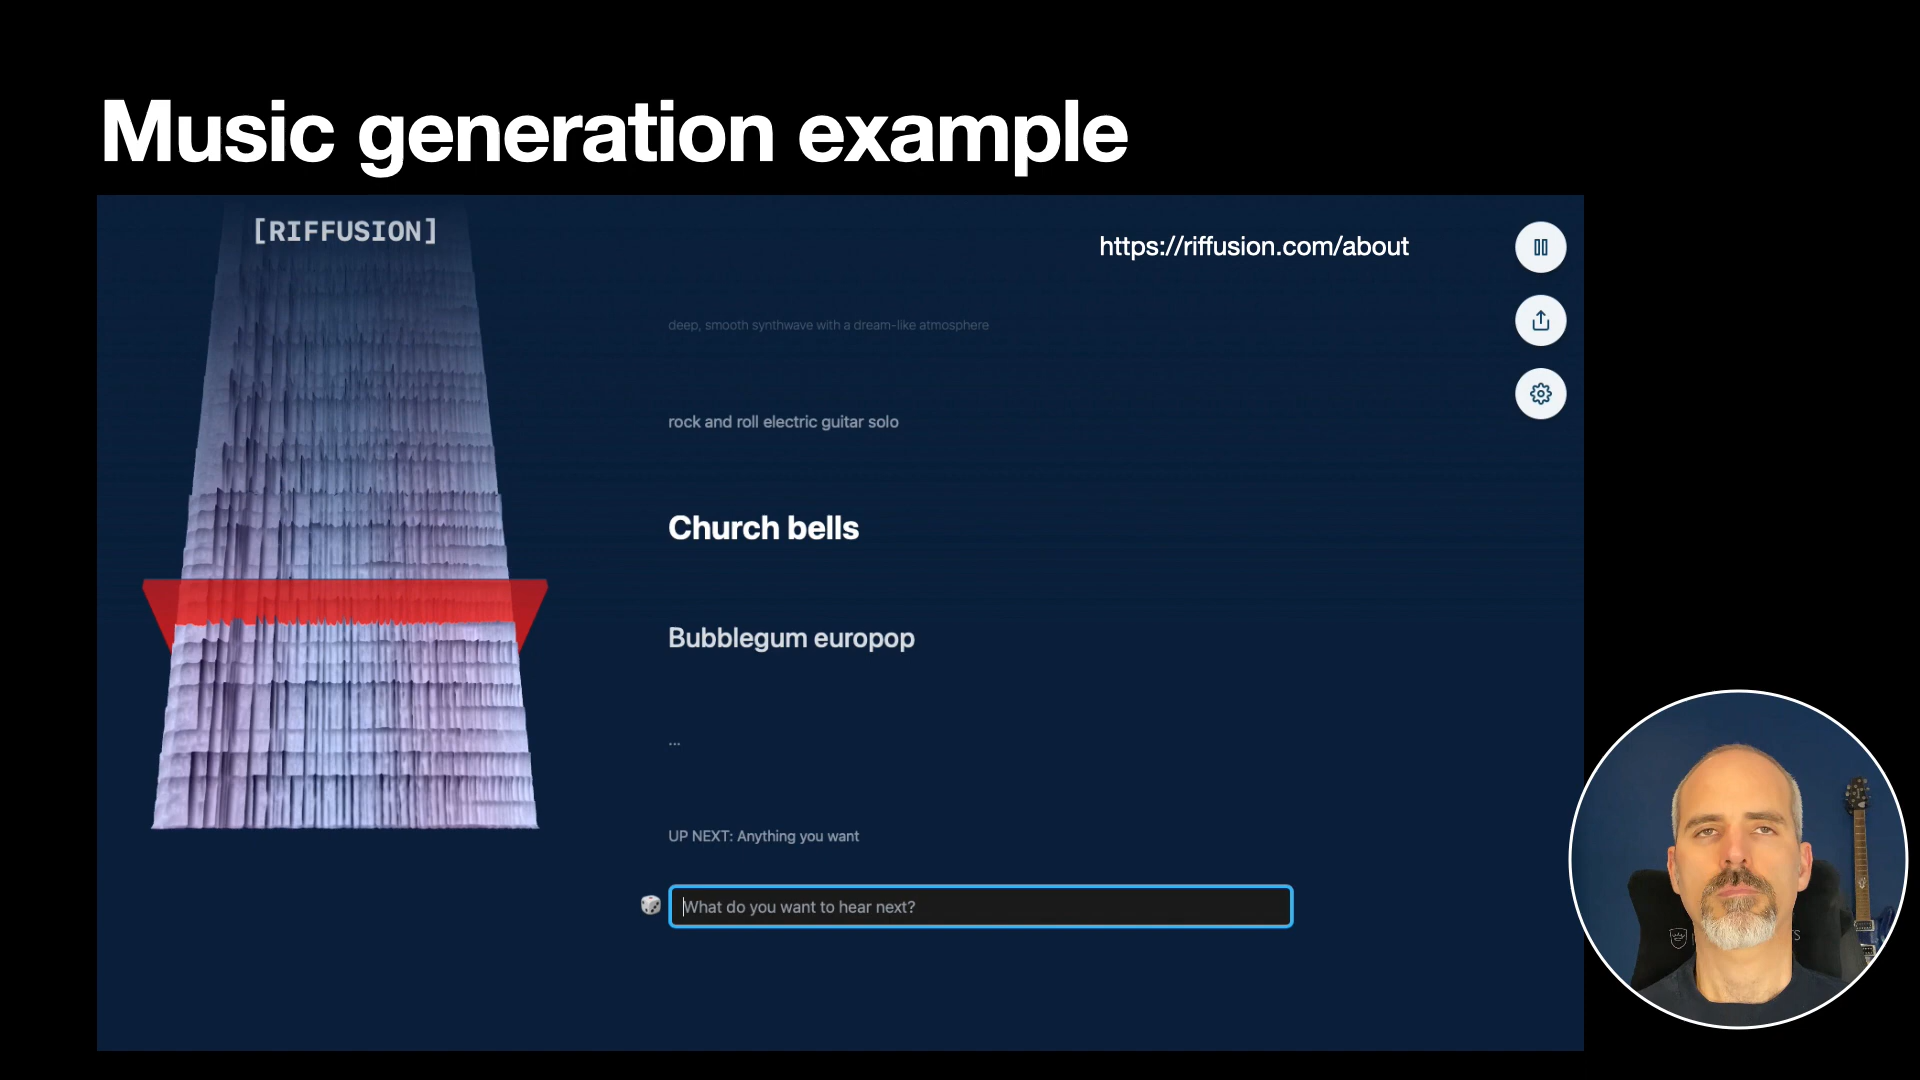 Music generation example
[RIFFUSION]
https://riffusion.com/about
deep, smooth synthwave with a dream-like atmosphere
rock and roll electric guitar solo
Church bells
Bubblegum europop
...
UP NEXT: Anything you want
What do you want to hear next?